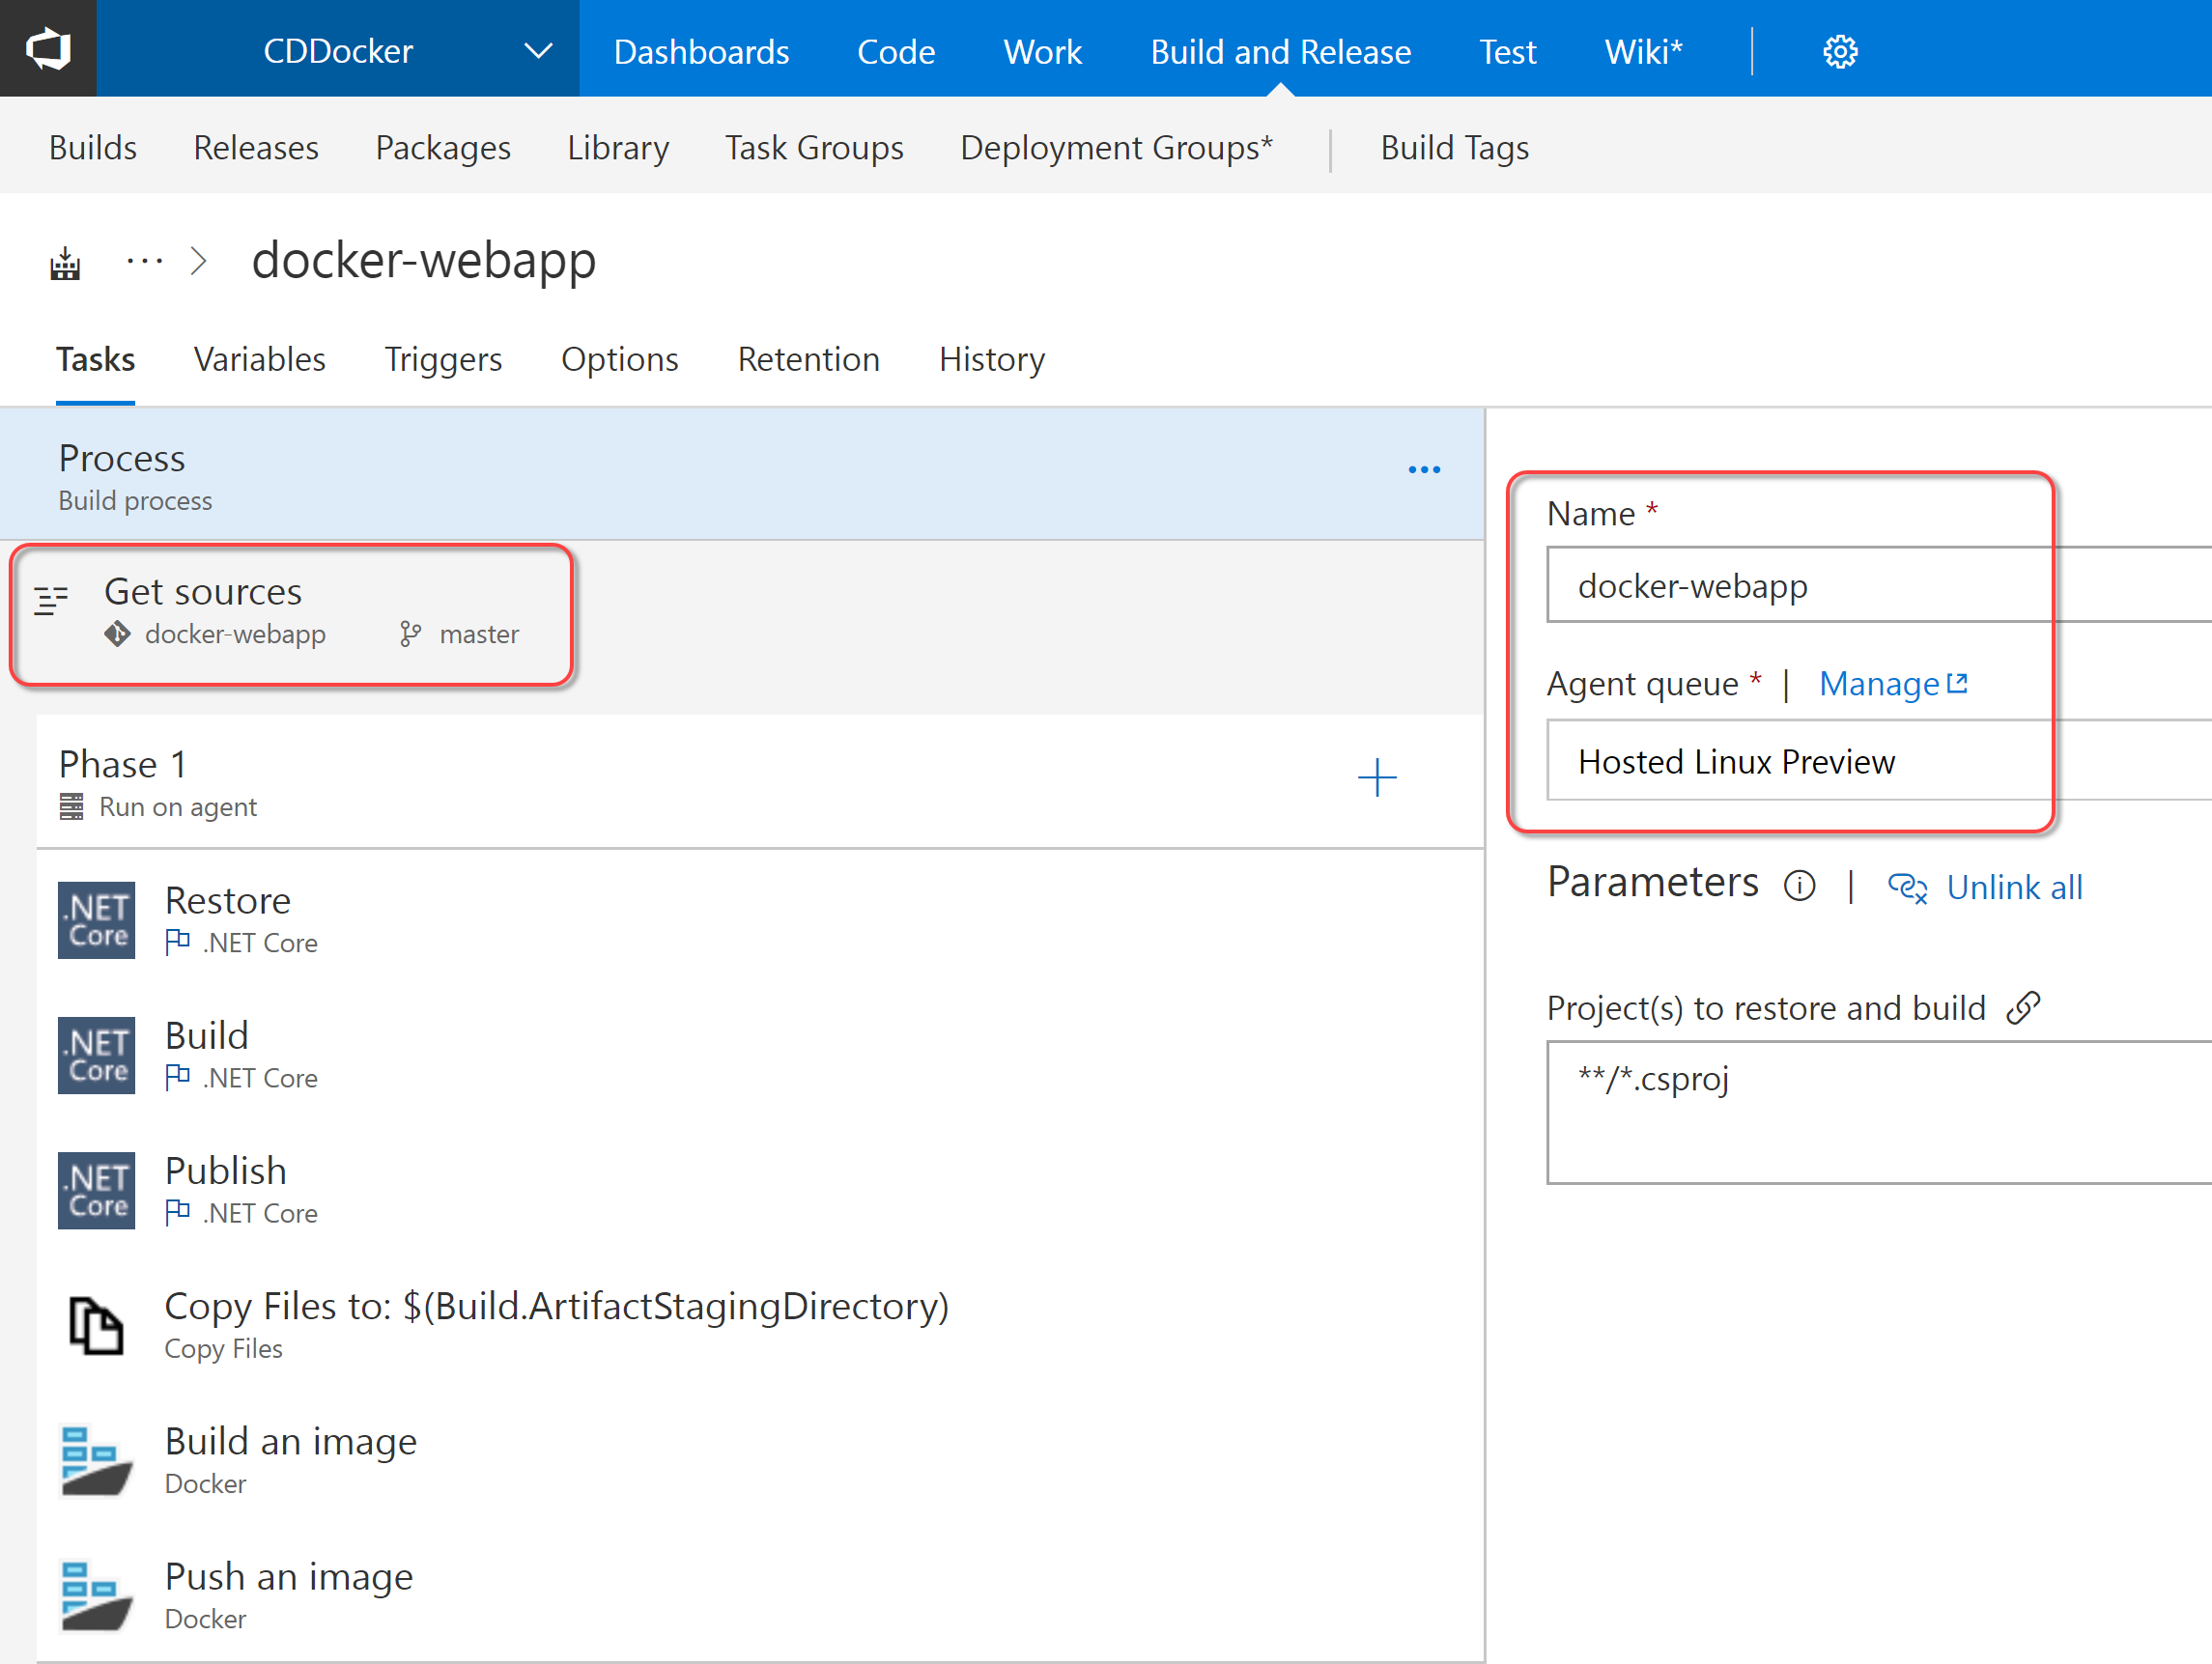 CDDocker Dashboards Code Work Build and Release Test Wiki*
Builds Releases Packages Library Task Groups Deployment Groups* | Build Tags
... > docker-webapp
Tasks Variables Triggers Options Retention History
Process
Build process
Get sources
docker-webapp master
Phase 1
Run on agent
.NET Core
Restore
.NET Core
.NET Core
Build
.NET Core
.NET Core
Publish
.NET Core
Copy Files to: $(Build.ArtifactStagingDirectory)
Copy Files
Build an image
Docker
Push an image
Docker
Name *
docker-webapp
Agent queue * | Manage
Hosted Linux Preview
Parameters | Unlink all
Project(s) to restore and build
**/*.csproj